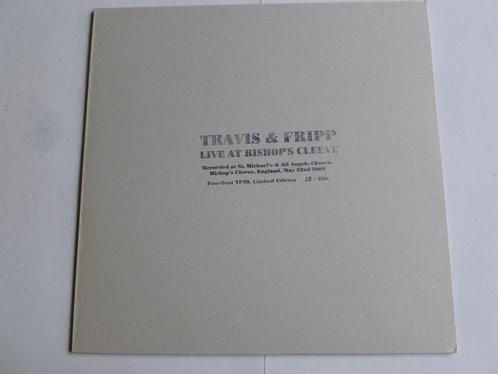 TRAVIS & FRIPP
LIVE AT BISHOP'S CLEEVE
Recorded at St. Michael's & All Angels Church,
Bishop's Cleeve, England, May 22nd 2009
Tonefloat TF99, Limited Edition /